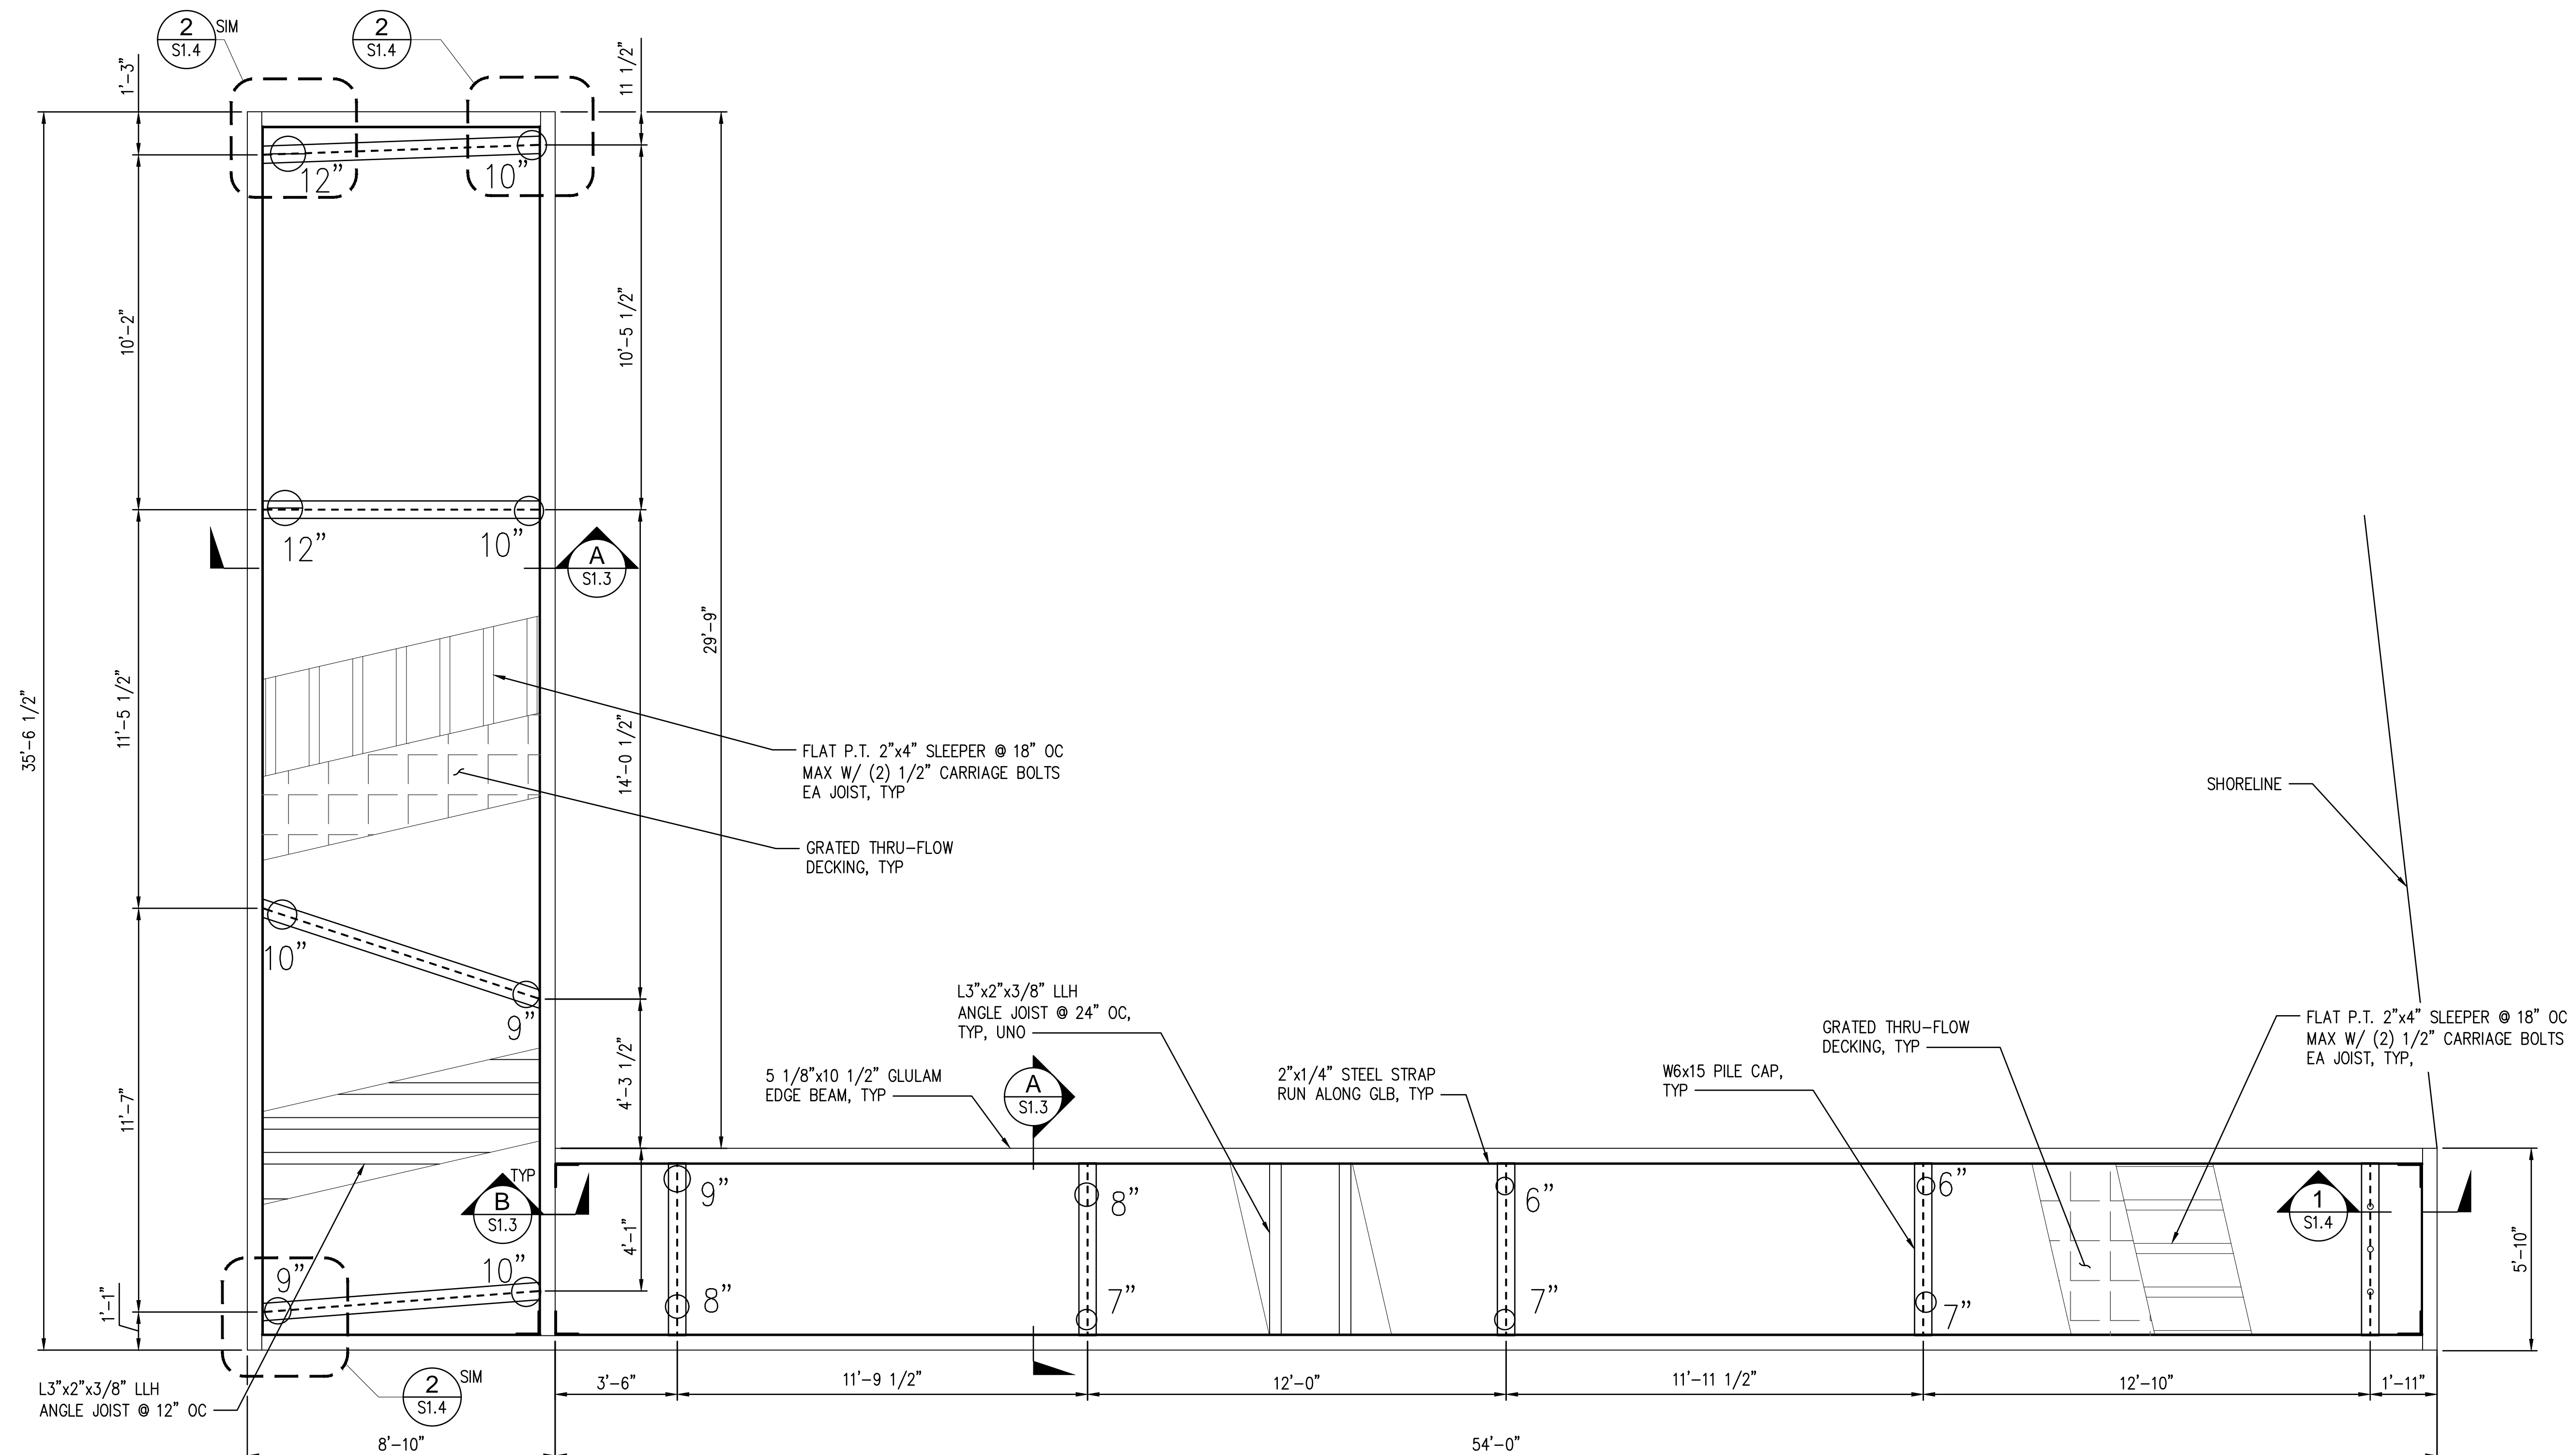 2
S1.4
SIM
2
S1.4
1'-3"
11 1/2"
12"
10"
10'-2"
10'-5 1/2"
12"
10"
A
S1.3
29'-9"
35'-6 1/2"
11'-5 1/2"
14'-0 1/2"
FLAT P.T. 2"x4" SLEEPER @ 18" OC
MAX W/ (2) 1/2" CARRIAGE BOLTS
EA JOIST, TYP
GRATED THRU-FLOW
DECKING, TYP
SHORELINE
10"
9"
11'-7"
4'-3 1/2"
L3"x2"x3/8" LLH
ANGLE JOIST @ 24" OC,
TYP, UNO
5 1/8"x10 1/2" GLULAM
EDGE BEAM, TYP
A
S1.3
2"x1/4" STEEL STRAP
RUN ALONG GLB, TYP
W6x15 PILE CAP,
TYP
GRATED THRU-FLOW
DECKING, TYP
FLAT P.T. 2"x4" SLEEPER @ 18" OC
MAX W/ (2) 1/2" CARRIAGE BOLTS
EA JOIST, TYP,
TYP
B
S1.3
4'-1"
9"
8"
6"
6"
1
S1.4
5'-10"
9"
10"
8"
7"
7"
7"
1'-1"
L3"x2"x3/8" LLH
ANGLE JOIST @ 12" OC
2
S1.4
SIM
3'-6"
11'-9 1/2"
12'-0"
11'-11 1/2"
12'-10"
1'-11"
8'-10"
54'-0"